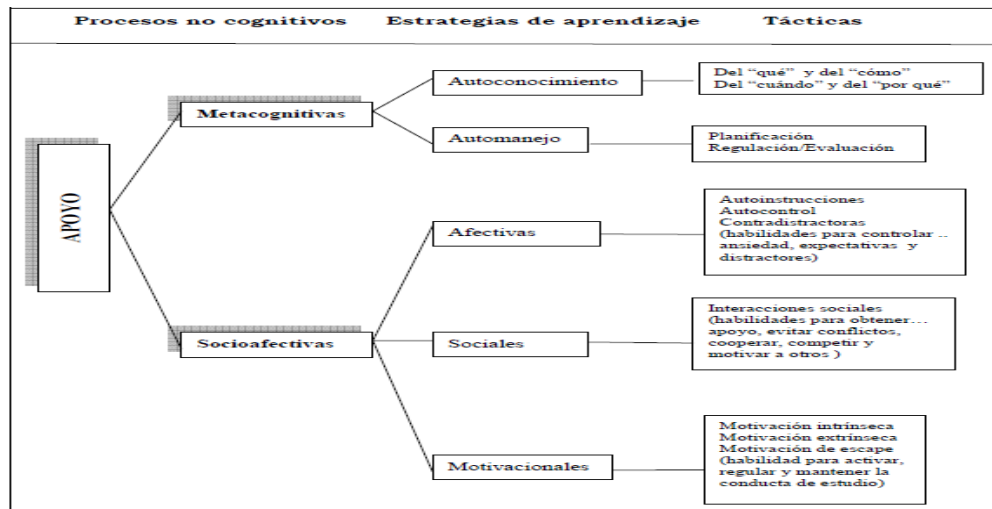 Procesos no cognitivos Estrategias de aprendizaje Tácticas
APOYO
Metacognitivas
Autoconocimiento
Del “qué” y del “cómo”
Del “cuándo” y del “por qué”
Automanejo
Planificación
Regulación/Evaluación
Socioafectivas
Afectivas
Autoinstrucciones
Autocontrol
Contradistractoras
(habilidades para controlar ..
ansiedad, expectativas y
distractores)
Sociales
Interacciones sociales
(habilidades para obtener...
apoyo, evitar conflictos,
cooperar, competir y
motivar a otros )
Motivacionales
Motivación intrínseca
Motivación extrínseca
Motivación de escape
(habilidad para activar,
regular y mantener la
conducta de estudio)